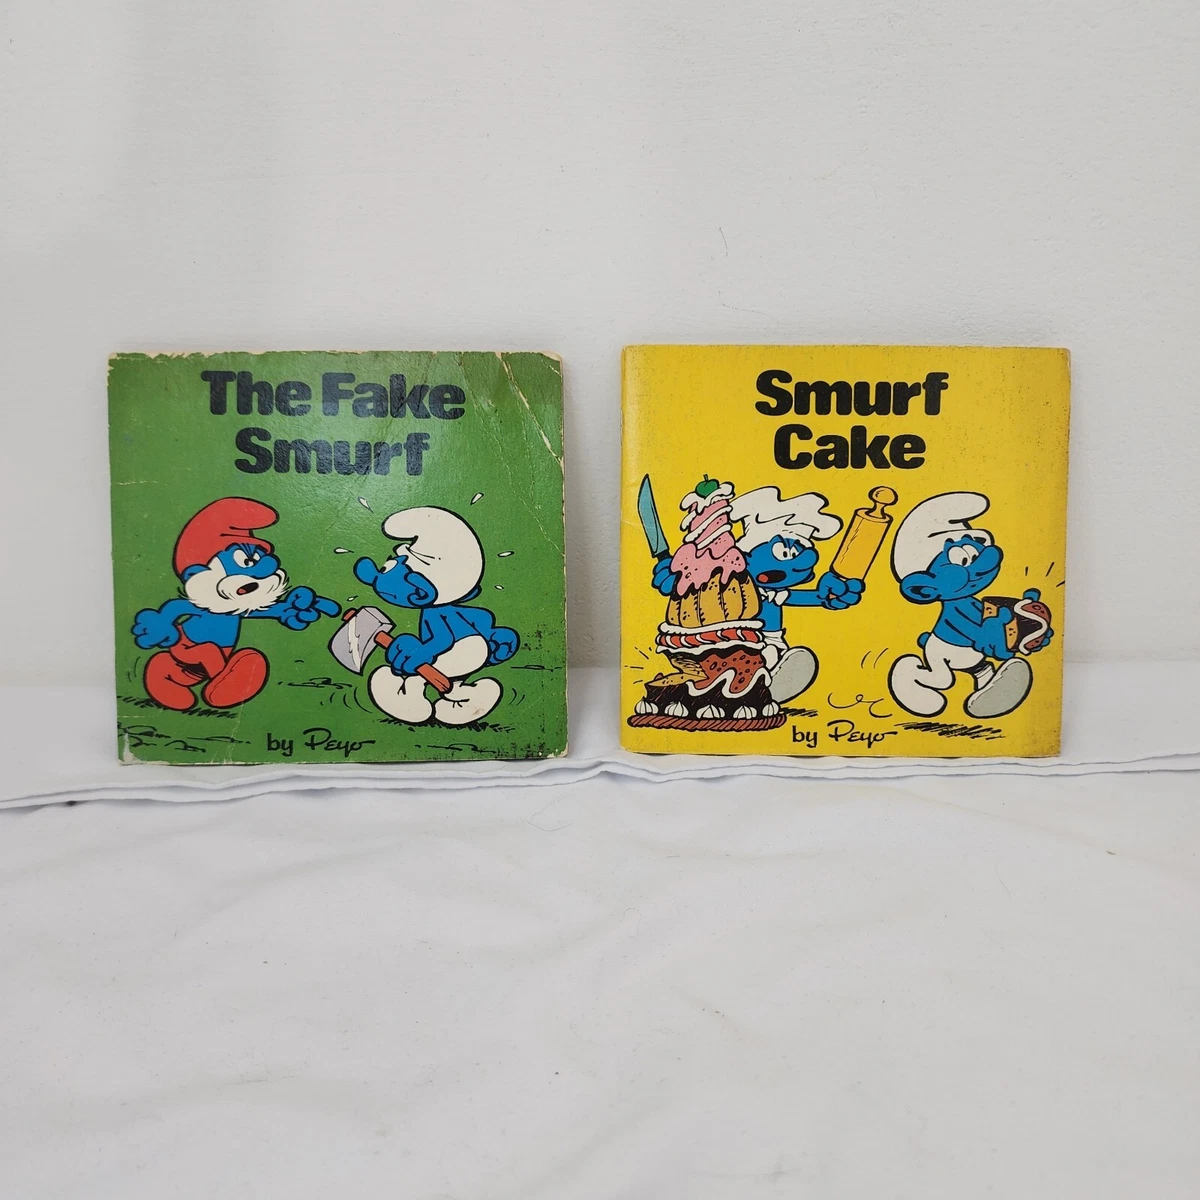 The Fake
Smurf
by Peyo
Smurf
Cake
by Peyo